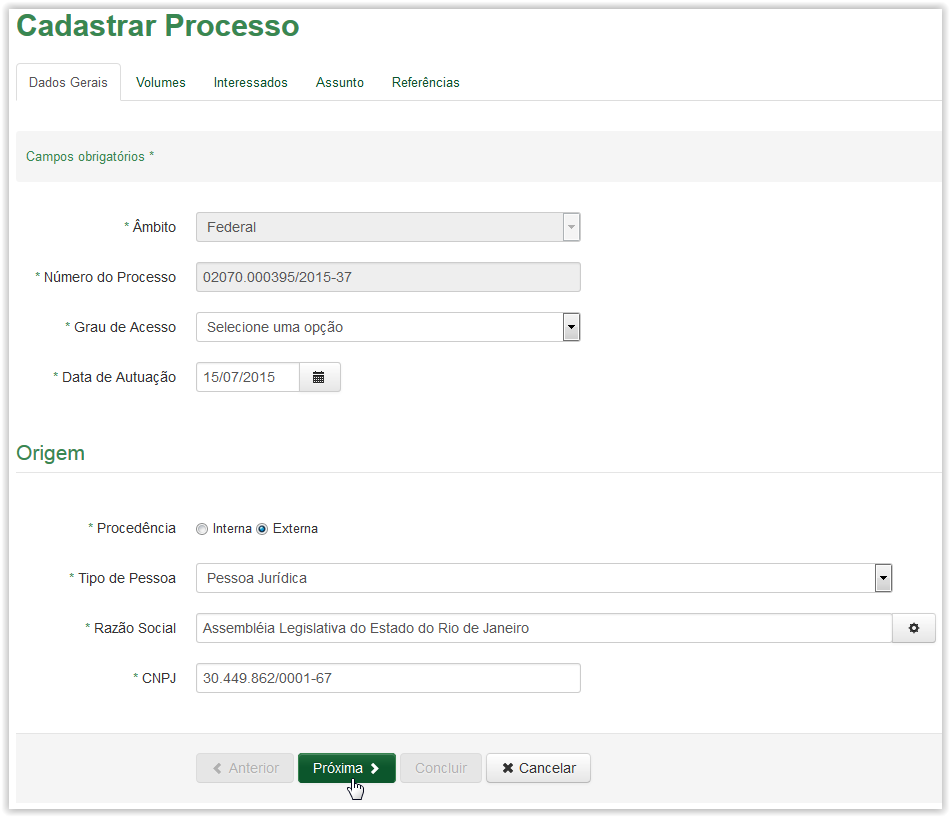 Cadastrar Processo
Dados Gerais Volumes Interessados Assunto Referências
Campos obrigatórios *
* Âmbito Federal
* Número do Processo 02070.000395/2015-37
* Grau de Acesso Selecione uma opção
* Data de Autuação 15/07/2015
Origem
* Procedência Interna Externa
* Tipo de Pessoa Pessoa Jurídica
* Razão Social Assembléia Legislativa do Estado do Rio de Janeiro
* CNPJ 30.449.862/0001-67
Anterior Próxima Concluir Cancelar